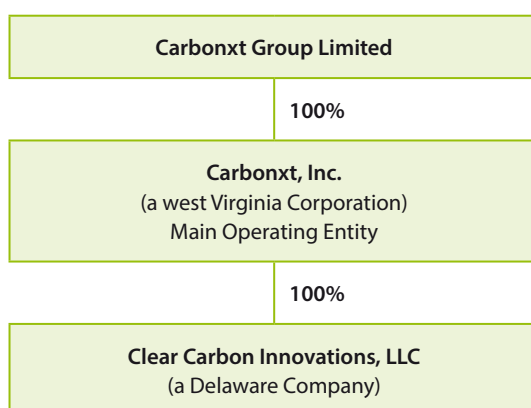 Carbonxt Group Limited
100%
Carbonxt, Inc.
(a west Virginia Corporation)
Main Operating Entity
100%
Clear Carbon Innovations, LLC
(a Delaware Company)